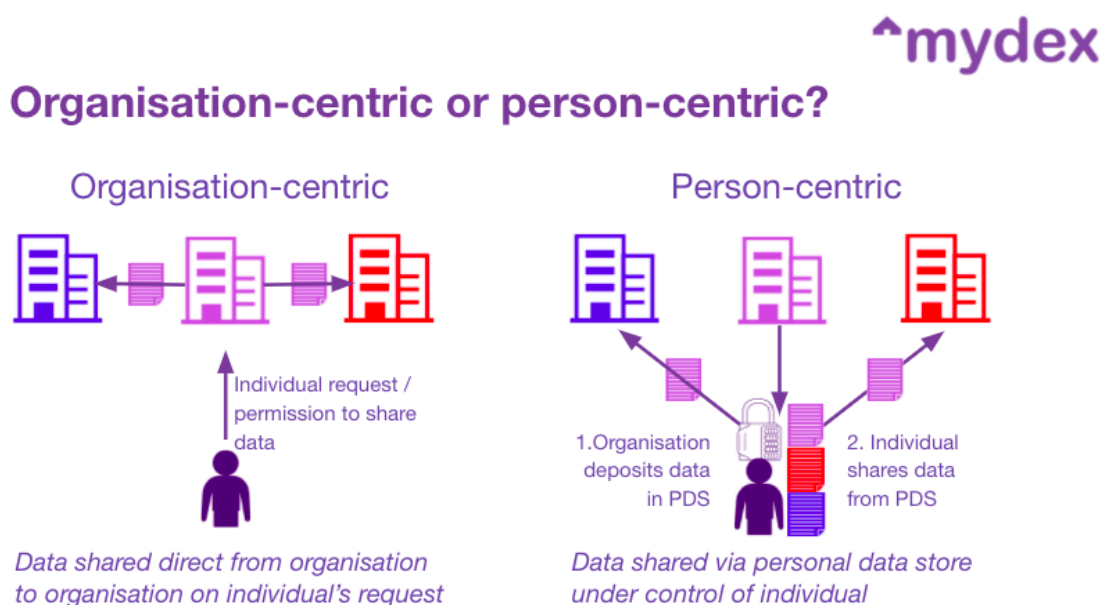 ^mydex
Organisation-centric or person-centric?
Organisation-centric
Individual request /
permission to share
data
Data shared direct from organisation
to organisation on individual's request
Person-centric
1.Organisation
deposits data
in PDS
2. Individual
shares data
from PDS
Data shared via personal data store
under control of individual